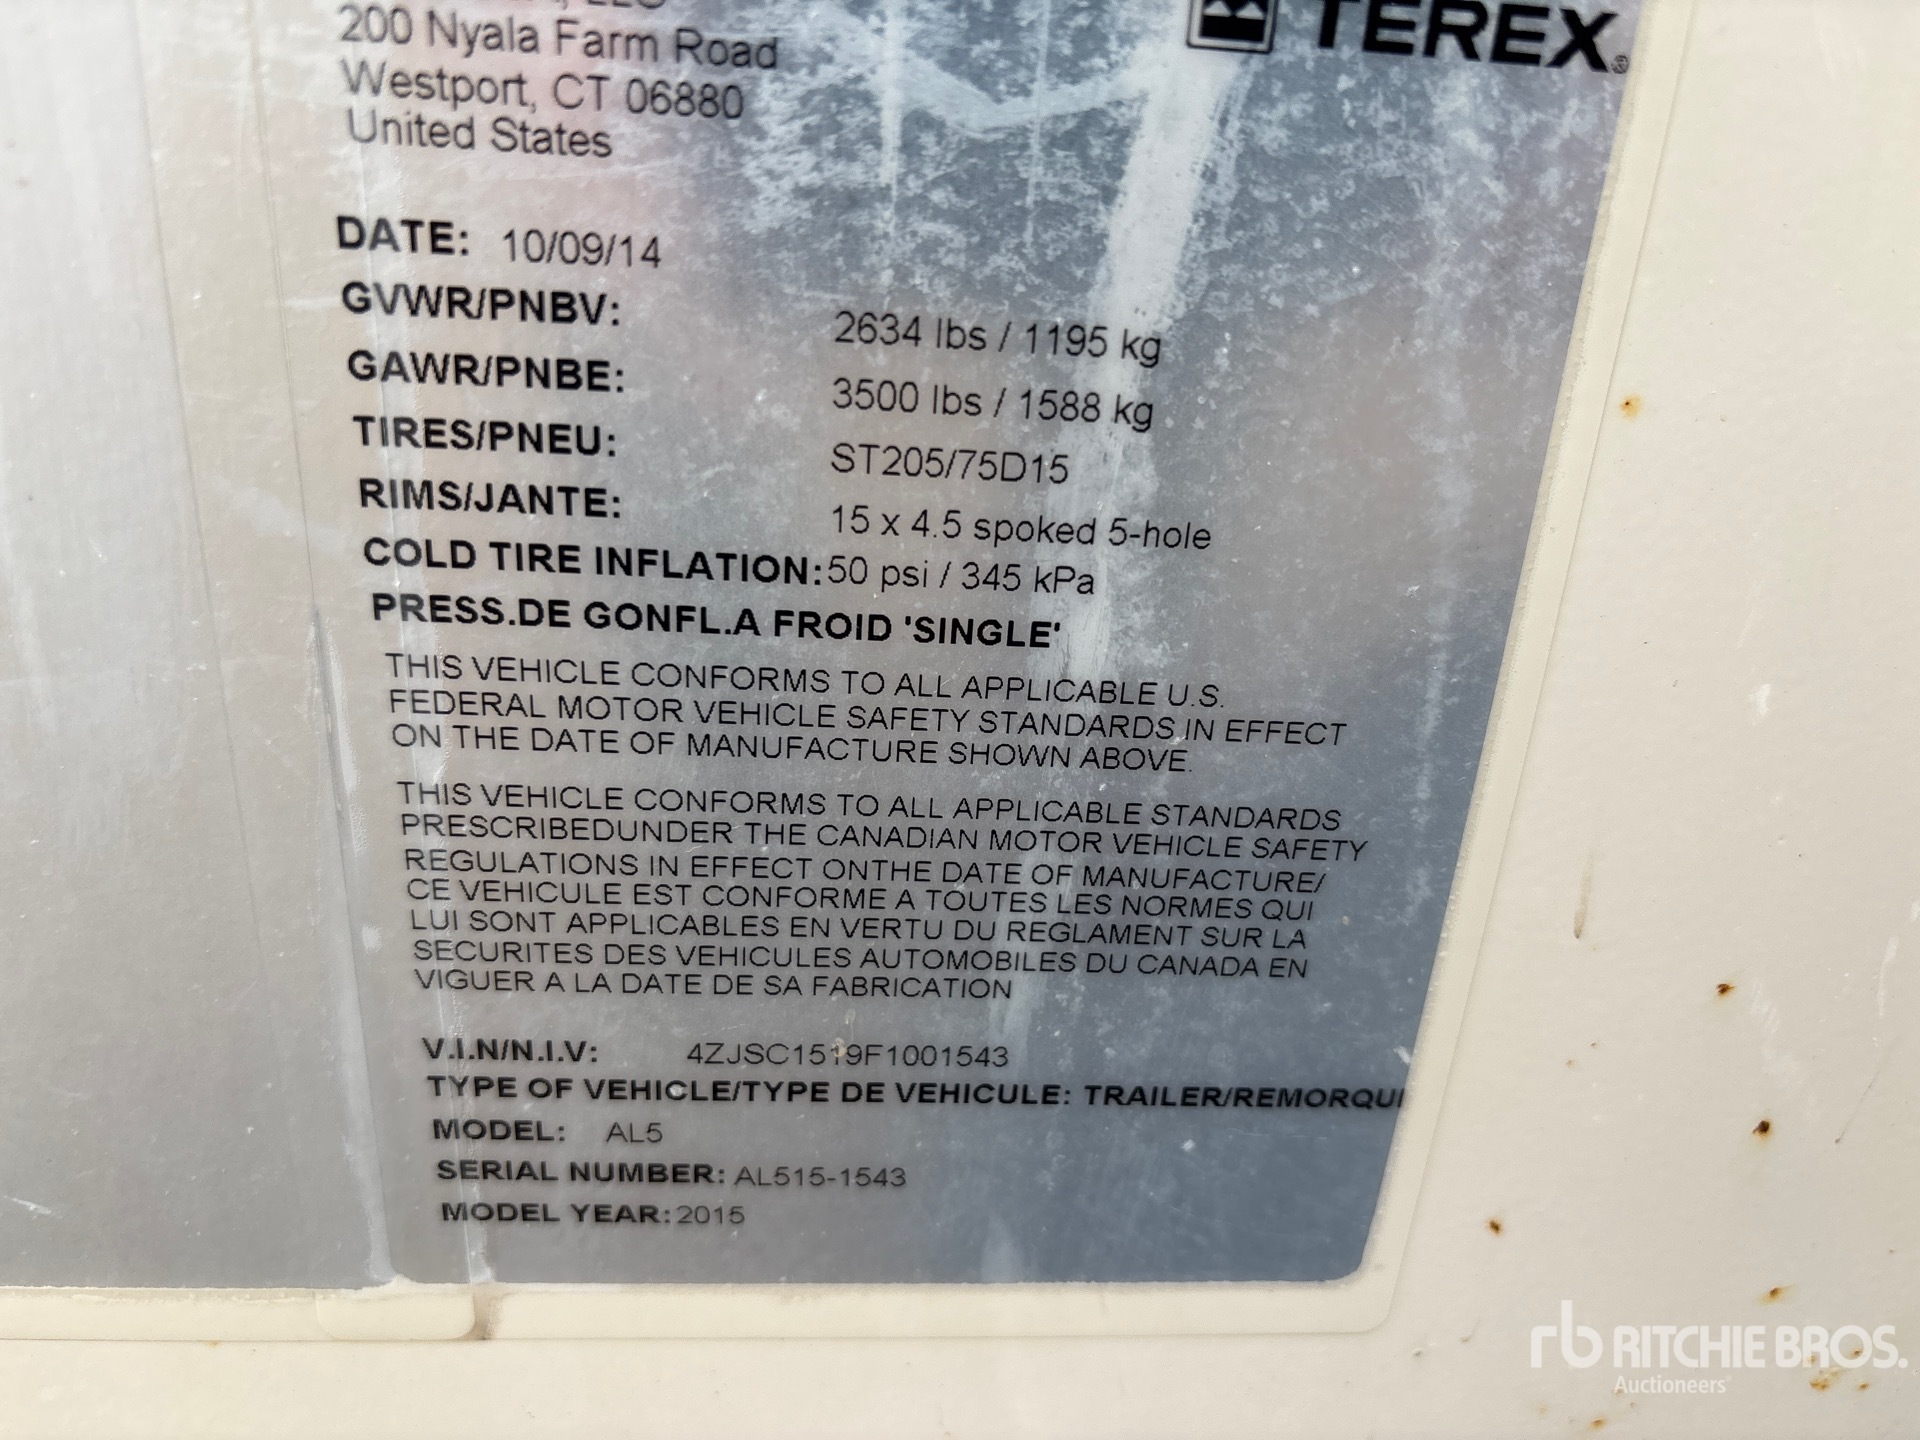 LLC
200 Nyala Farm Road
Westport, CT 06880
United States
TEREX®
DATE: 10/09/14
GVWR/PNBV: 2634 lbs / 1195 kg
GAWR/PNBE: 3500 lbs / 1588 kg
TIRES/PNEU: ST205/75D15
RIMS/JANTE: 15 x 4.5 spoked 5-hole
COLD TIRE INFLATION:50 psi / 345 kPa
PRESS.DE GONFL.A FROID 'SINGLE'
THIS VEHICLE CONFORMS TO ALL APPLICABLE U.S.
FEDERAL MOTOR VEHICLE SAFETY STANDARDS IN EFFECT
ON THE DATE OF MANUFACTURE SHOWN ABOVE.
THIS VEHICLE CONFORMS TO ALL APPLICABLE STANDARDS
PRESCRIBEDUNDER THE CANADIAN MOTOR VEHICLE SAFETY
REGULATIONS IN EFFECT ONTHE DATE OF MANUFACTURE/
CE VEHICULE EST CONFORME A TOUTES LES NORMES QUI
LUI SONT APPLICABLES EN VERTU DU REGLAMENT SUR LA
SECURITES DES VEHICULES AUTOMOBILES DU CANADA EN
VIGUER A LA DATE DE SA FABRICATION
V.I.N/N.I.V: 4ZJSC1519F1001543
TYPE OF VEHICLE/TYPE DE VEHICULE: TRAILER/REMORQUI
MODEL: AL5
SERIAL NUMBER: AL515-1543
MODEL YEAR:2015
rb RITCHIE BROS.
Auctioneers